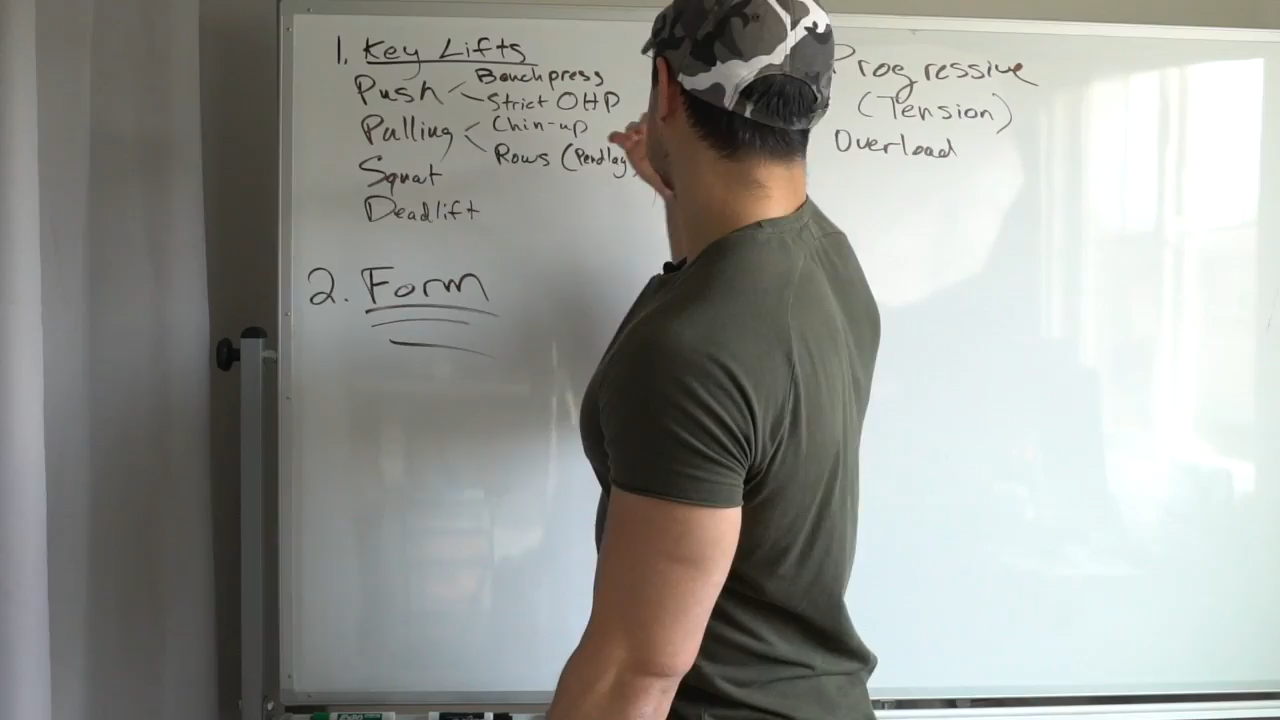 1. Key Lifts
Push
Benchpress
Strict OHP
Pulling
Chin-up
Rows (Pendlay
Squat
Deadlift
2. Form
Progressive
(Tension)
Overload